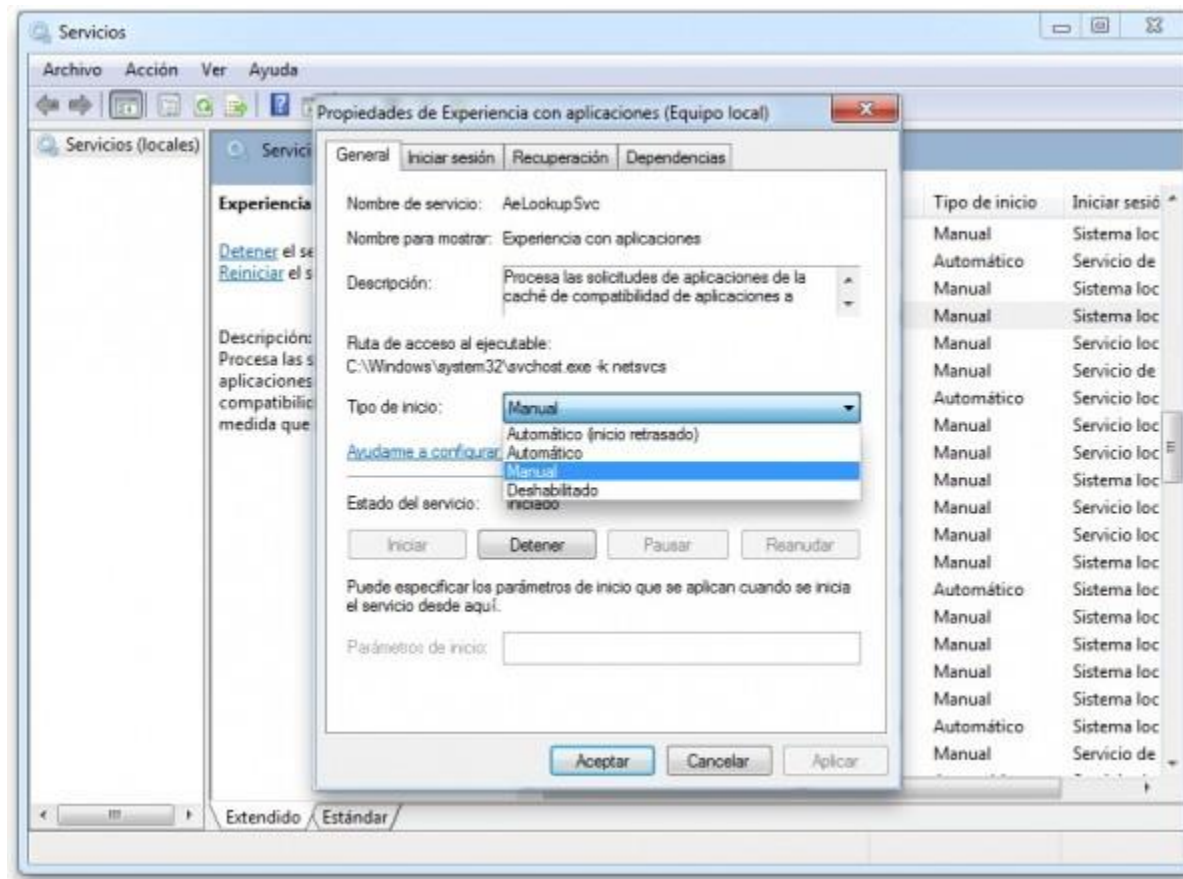 Servicios
Archivo Acción Ver Ayuda
Servicios (locales)
Servici
Experiencia
Detener el se
Reiniciar el s
Descripción:
Procesa las s
aplicaciones
compatibilic
medida que
Propiedades de Experiencia con aplicaciones (Equipo local)
General Iniciar sesión Recuperación Dependencias
Nombre de servicio: AeLookupSvc
Nombre para mostrar: Experiencia con aplicaciones
Descripción: Procesa las solicitudes de aplicaciones de la
caché de compatibilidad de aplicaciones a
Ruta de acceso al ejecutable:
C:\Windows\system32\svchost.exe -k netsvcs
Tipo de inicio: Manual
Automático (inicio retrasado)
Ayudarme a configurar Automático
Manual
Deshabilitado
Estado del servicio: Iniciado
Iniciar Detener Pausar Reanudar
Puede especificar los parámetros de inicio que se aplican cuando se inicia
el servicio desde aquí.
Parámetros de inicio:
Aceptar Cancelar Aplicar
Tipo de inicio Iniciar sesió
Manual Sistema loc
Automático Servicio de
Manual Sistema loc
Manual Sistema loc
Manual Servicio loc
Manual Servicio de
Automático Servicio loc
Manual Servicio loc
Manual Servicio loc
Manual Sistema loc
Manual Servicio loc
Manual Servicio loc
Manual Sistema loc
Automático Sistema loc
Manual Sistema loc
Manual Sistema loc
Manual Sistema loc
Manual Sistema loc
Automático Sistema loc
Manual Servicio de
Extendido Estándar